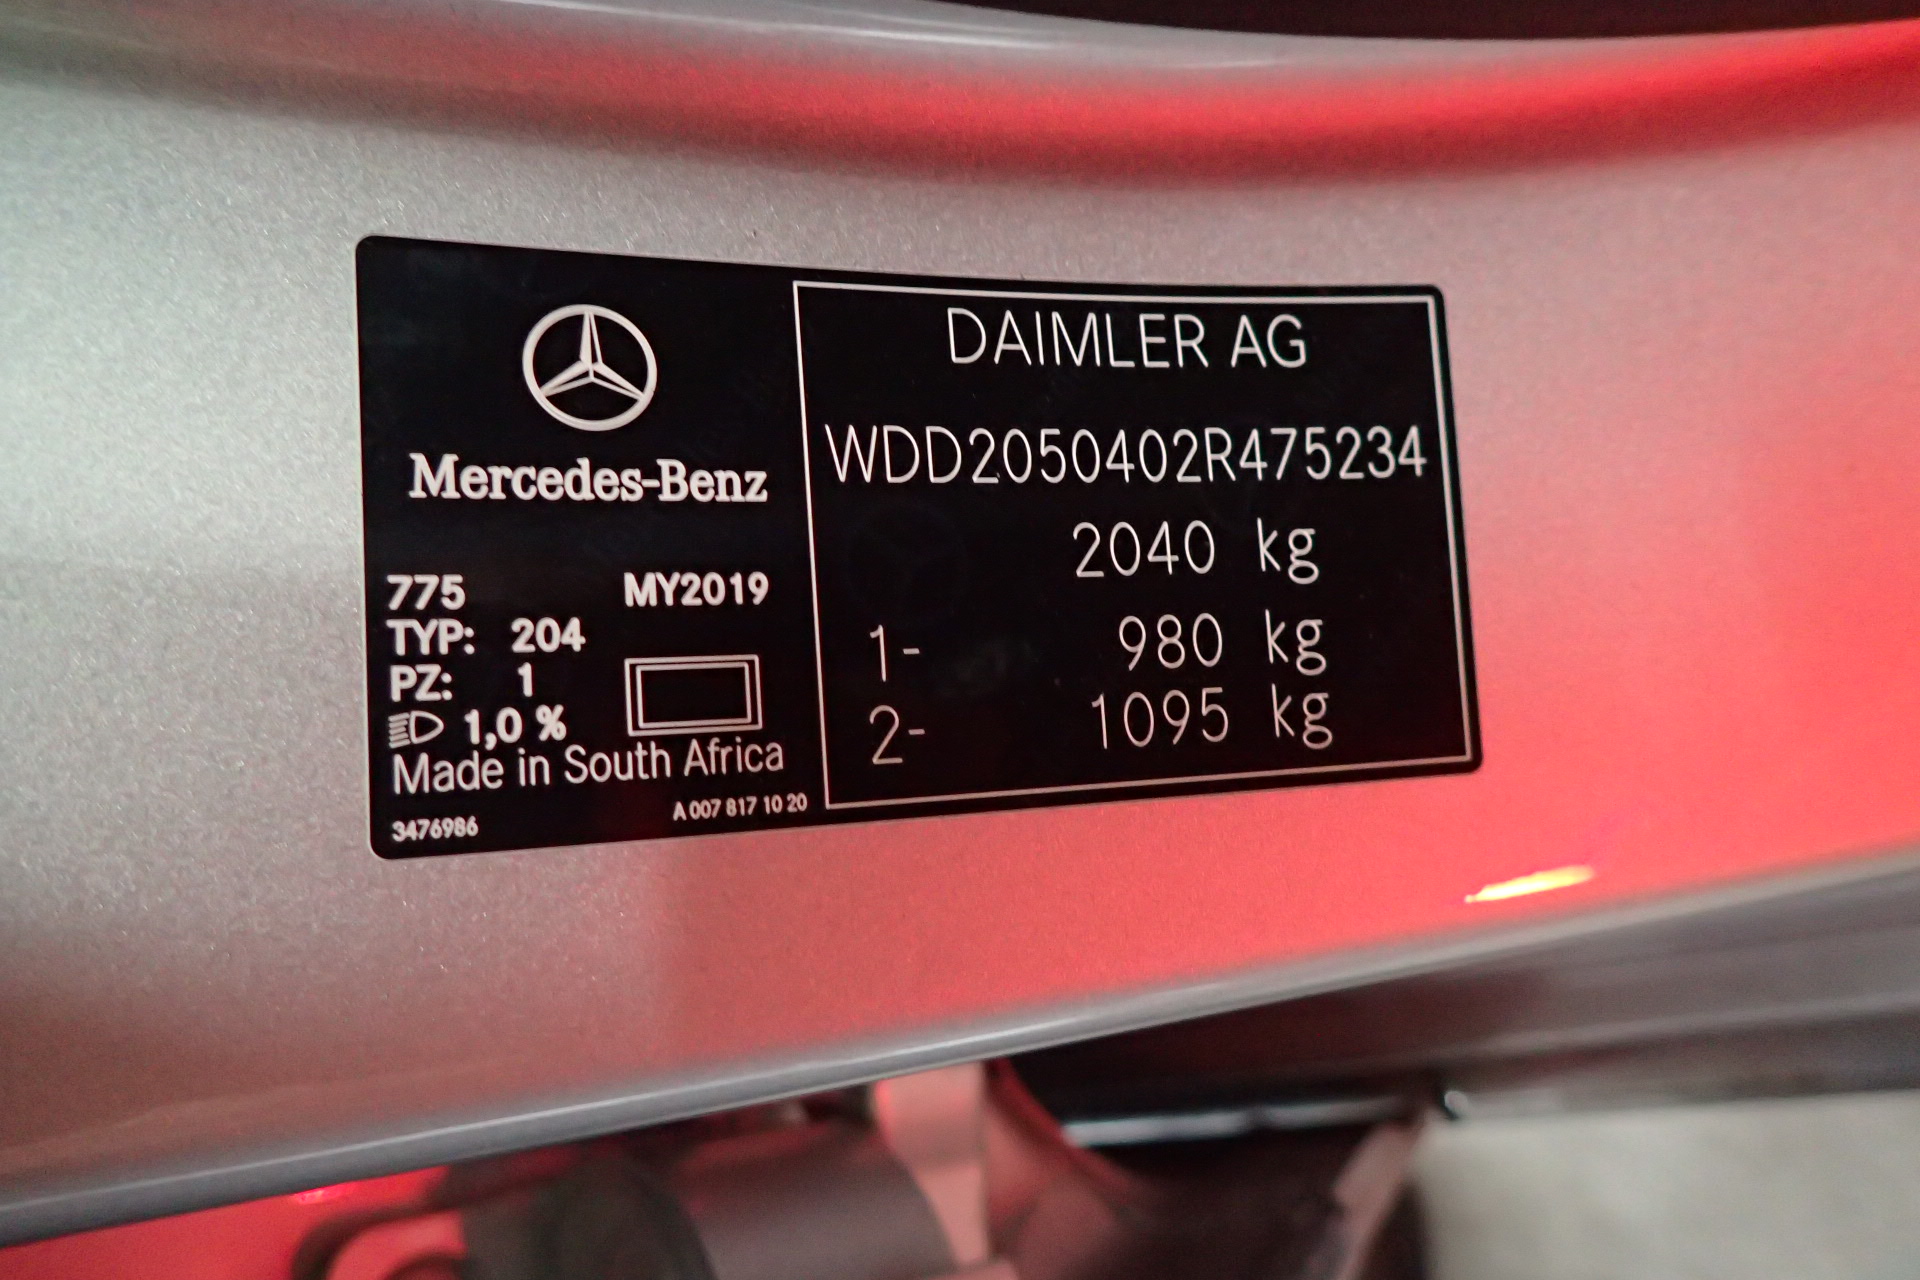 Mercedes-Benz
775 MY2019
TYP: 204
PZ: 1
1,0 %
Made in South Africa
3476986 A 007 817 10 20
DAIMLER AG
WDD2050402R475234
2040 kg
1- 980 kg
2- 1095 kg